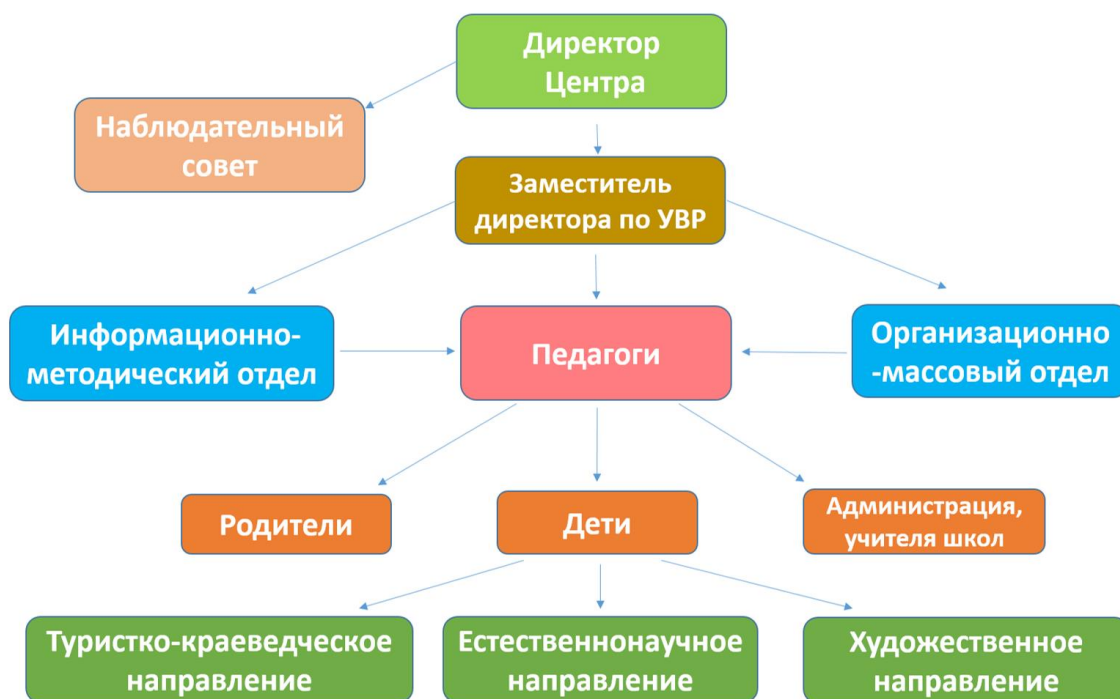 Директор
Центра
Наблюдательный
совет
Заместитель
директора по УВР
Информационно-
методический отдел
Педагоги
Организационно
-массовый отдел
Родители
Дети
Администрация,
учителя школ
Туристко-краеведческое
направление
Естественнонаучное
направление
Художественное
направление